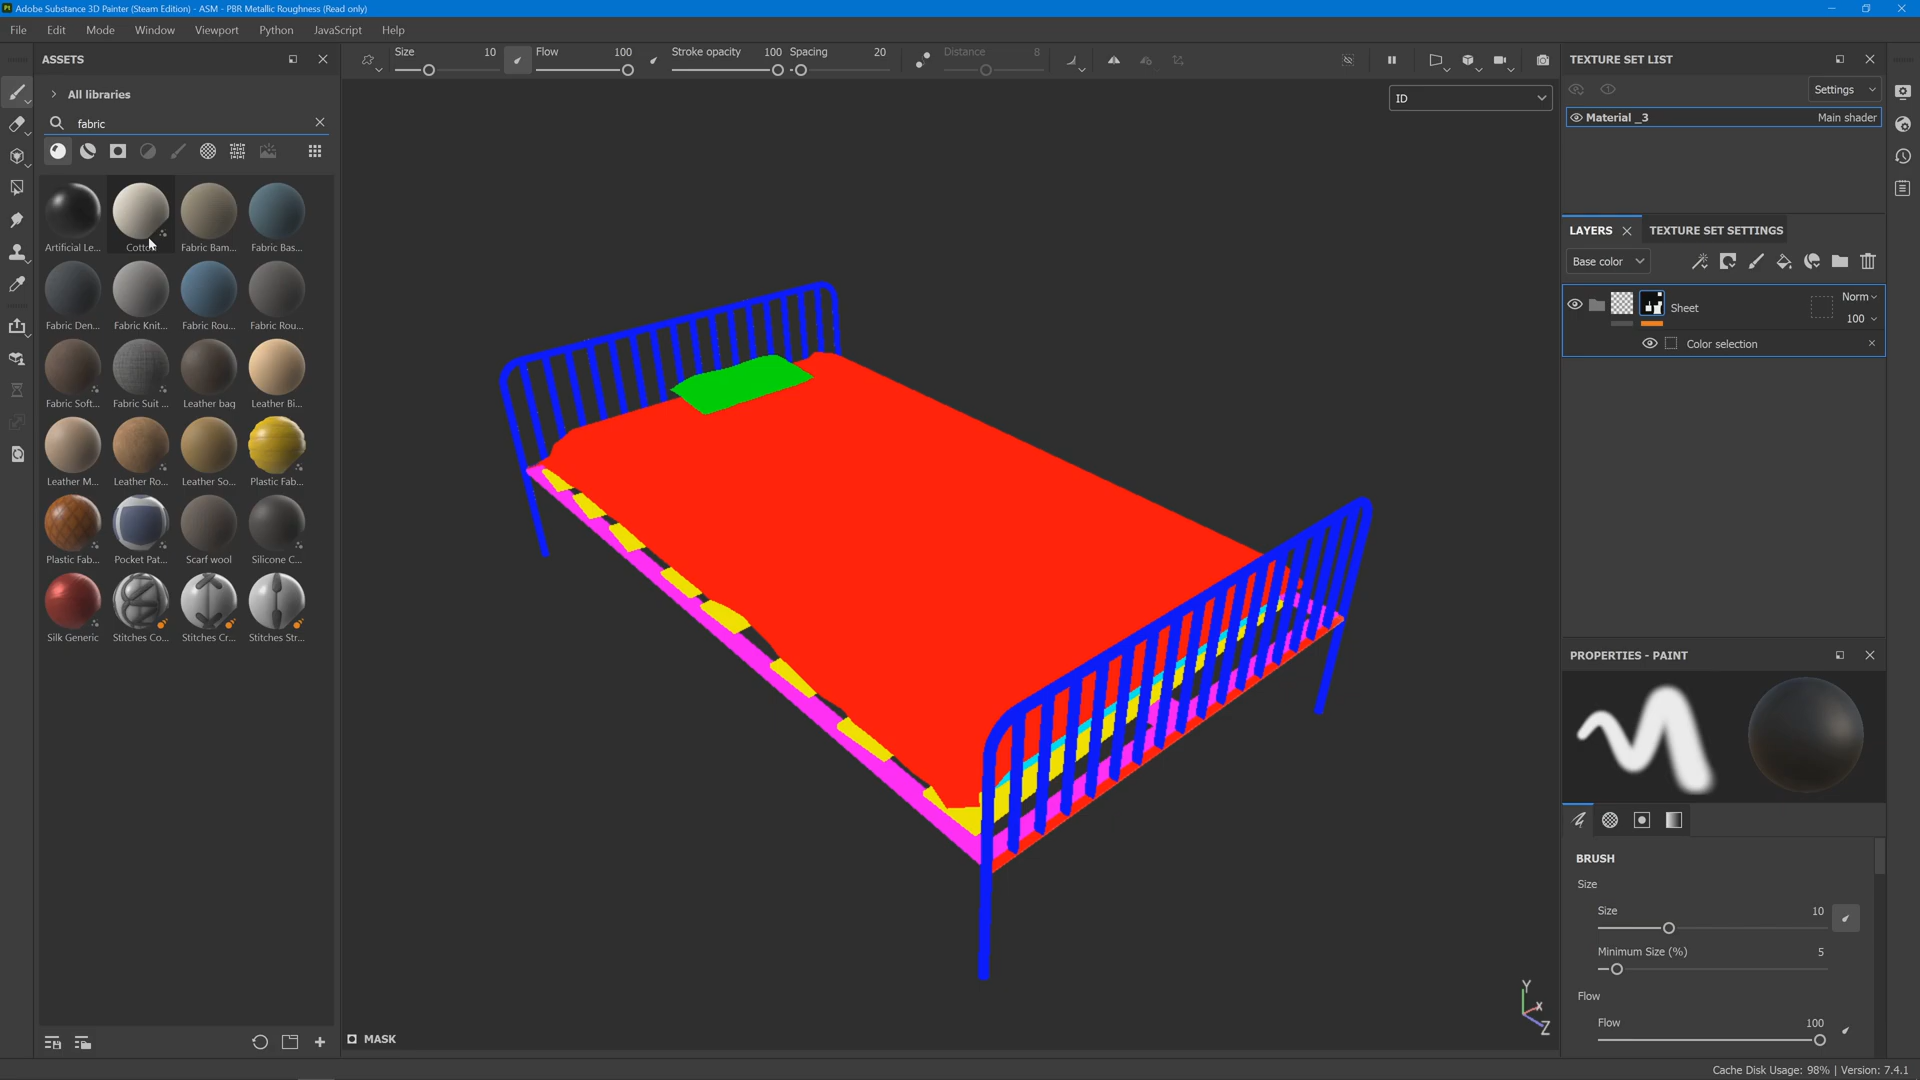 Adobe Substance 3D Painter (Steam Edition) - ASM - PBR Metallic Roughness (Read only)
File Edit Mode Window Viewport Python JavaScript Help
ASSETS
Size 10 Flow 100 Stroke opacity 100 Spacing 20 Distance 8
TEXTURE SET LIST
All libraries
Settings
ID
fabric
Material _3 Main shader
Artificial Le... Cotton Fabric Bam... Fabric Bas...
LAYERS TEXTURE SET SETTINGS
Base color
Sheet Norm
100
Color selection
Fabric Den... Fabric Knit... Fabric Rou... Fabric Rou...
Fabric Soft... Fabric Suit ... Leather bag Leather Bi...
Leather M... Leather Ro... Leather So... Plastic Fab...
Plastic Fab... Pocket Pat... Scarf wool Silicone C...
Silk Generic Stitches Co... Stitches Cr... Stitches Str...
PROPERTIES - PAINT
BRUSH
Size
Size 10
Minimum Size (%) 5
Flow
Flow 100
Y
X
Z
MASK
Cache Disk Usage: 98% | Version: 7.4.1